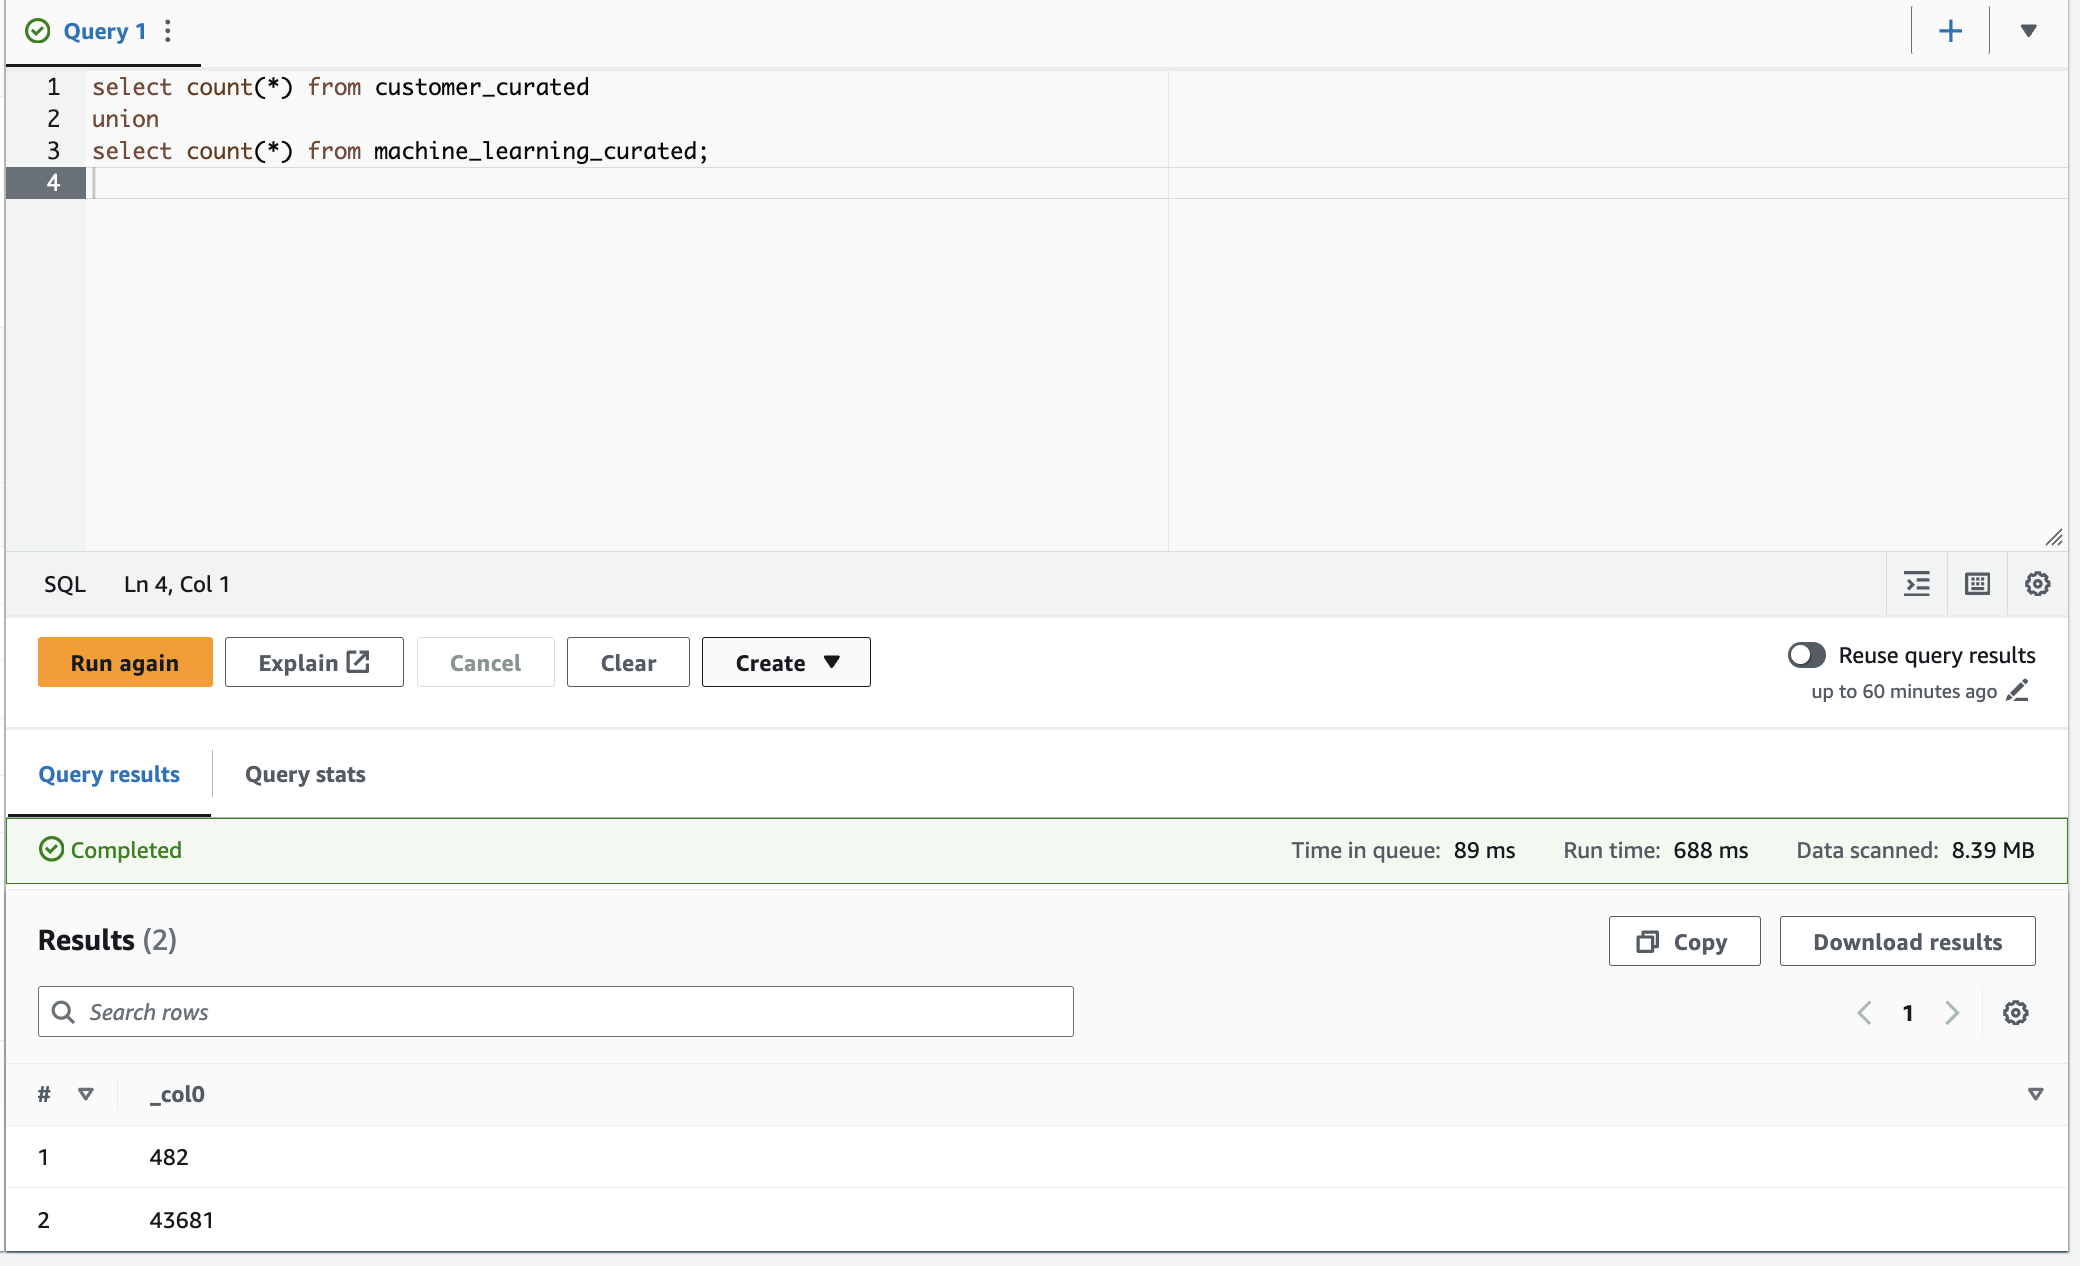 Query 1
1 select count(*) from customer_curated
2 union
3 select count(*) from machine_learning_curated;
4
SQL Ln 4, Col 1
Run again Explain Cancel Clear Create Reuse query results
up to 60 minutes ago
Query results Query stats
Completed Time in queue: 89 ms Run time: 688 ms Data scanned: 8.39 MB
Results (2) Copy Download results
Search rows 1
# _col0
1 482
2 43681